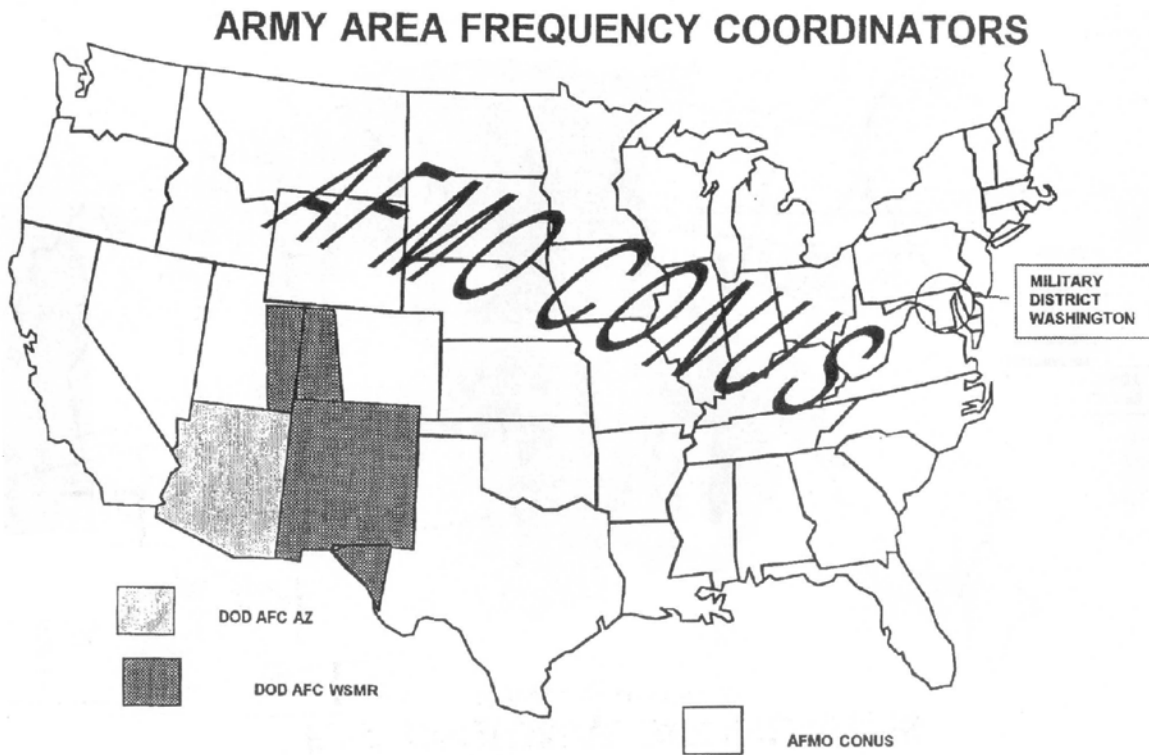 ARMY AREA FREQUENCY COORDINATORS
AFMO CONUS
MILITARY
DISTRICT
WASHINGTON
DOD AFC AZ
DOD AFC WSMR
AFMO CONUS